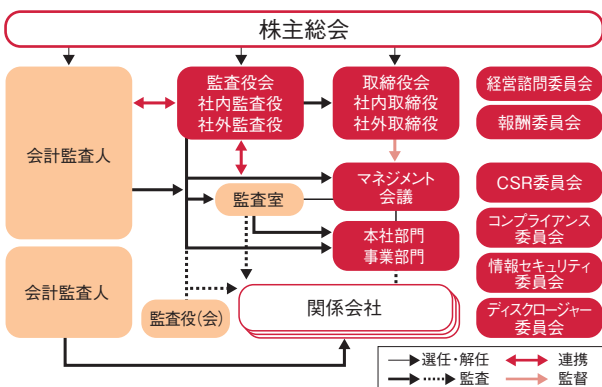 株主総会
会計監査人
監査役会
社内監査役
社外監査役
取締役会
社内取締役
社外取締役
経営諮問委員会
報酬委員会
マネジメント
会議
CSR委員会
監査室
本社部門
事業部門
コンプライアンス
委員会
情報セキュリティ
委員会
会計監査人
監査役(会)
関係会社
ディスクロージャー
委員会
選任・解任
連携
監査
監督